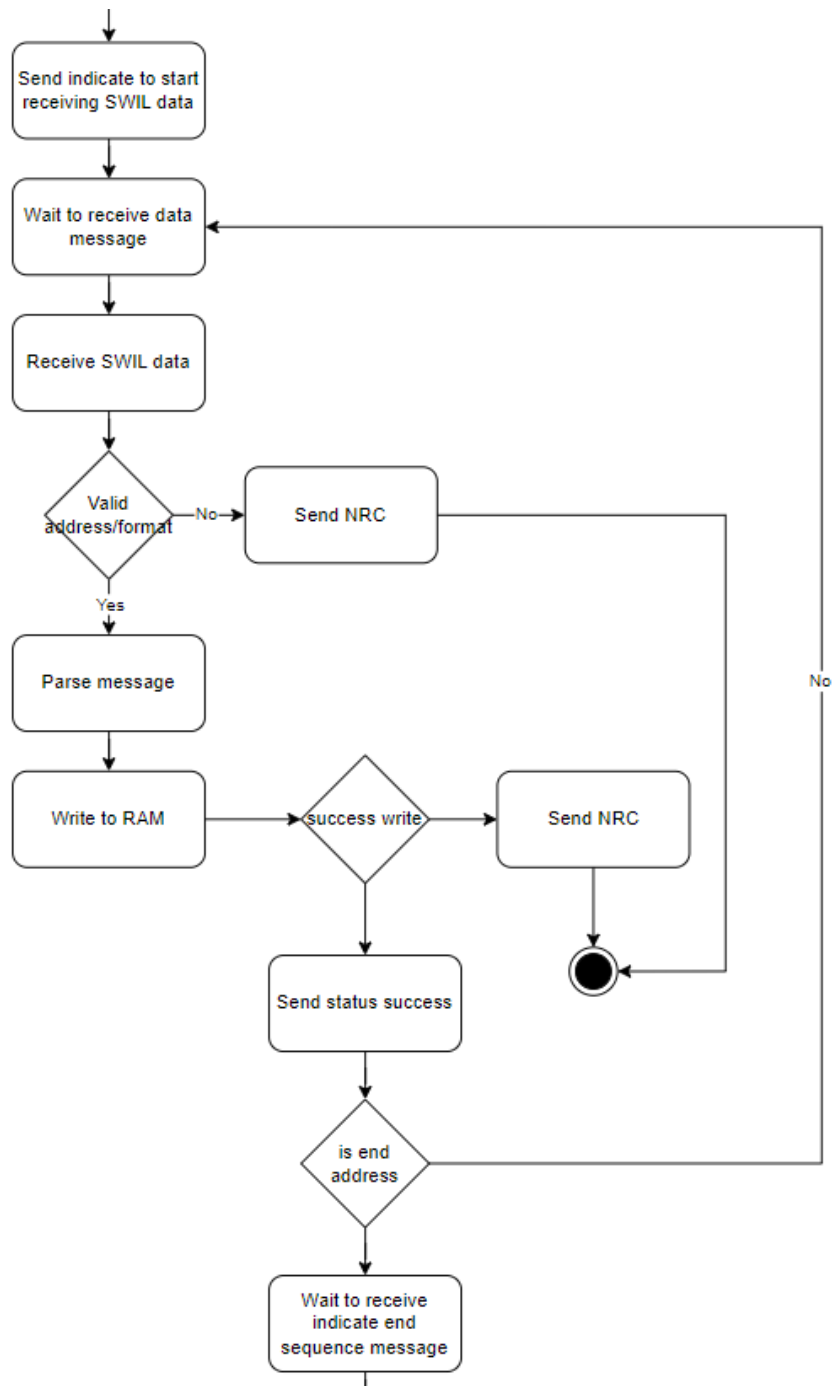 Send indicate to start
receiving SWIL data
Wait to receive data
message
Receive SWIL data
Valid
address/format
No
Send NRC
Yes
Parse message
No
Write to RAM
success write
Send NRC
Send status success
is end
address
Wait to receive
indicate end
sequence message